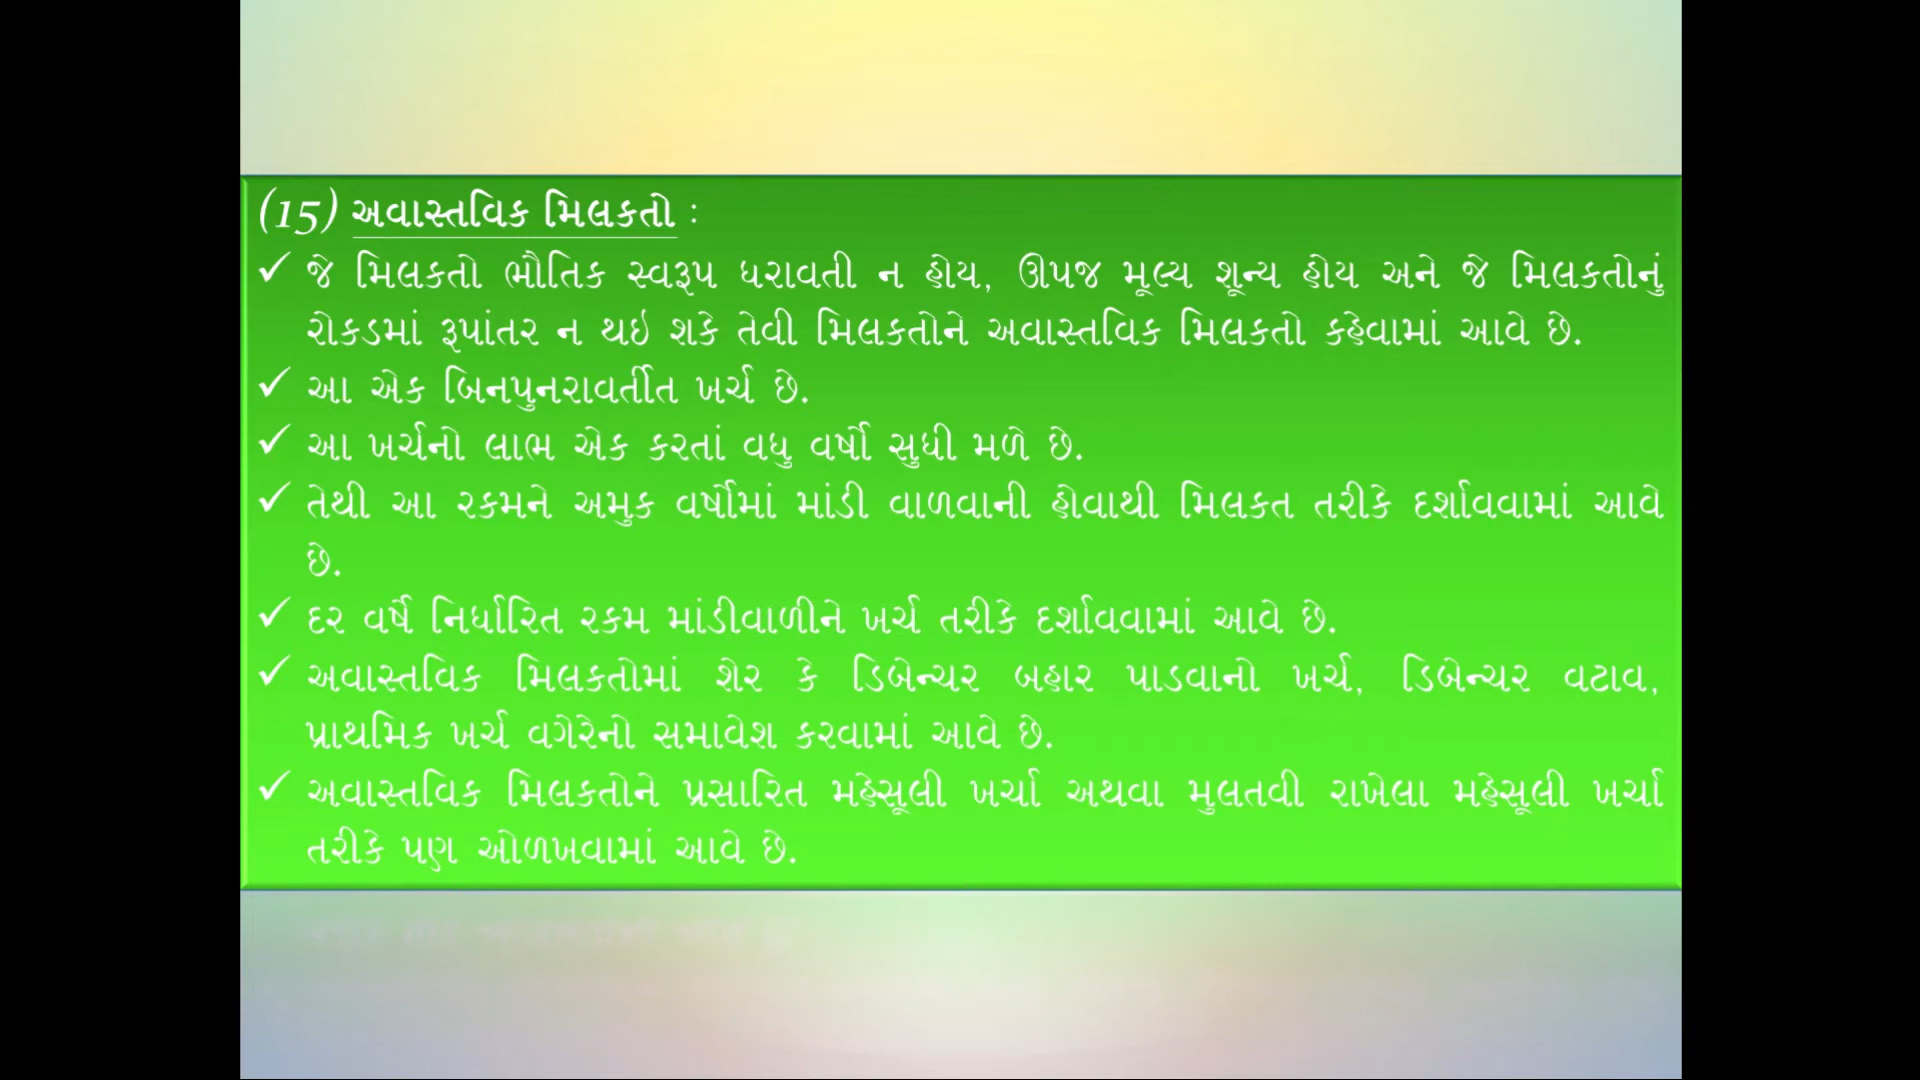 (15) અવાસ્તવિક મિલકતો :
✓ જે મિલકતો ભૌતિક સ્વરૂપ ધરાવતી ન હોય, ઊપજ મૂલ્ય શૂન્ય હોય અને જે મિલકતોનું
રોકડમાં રૂપાંતર ન થઇ શકે તેવી મિલકતોને અવાસ્તવિક મિલકતો કહેવામાં આવે છે.
✓ આ એક બિનપુનરાવર્તીત ખર્ચ છે.
✓ આ ખર્ચનો લાભ એક કરતાં વધુ વર્ષો સુધી મળે છે.
✓ તેથી આ રકમને અમુક વર્ષોમાં માંડી વાળવાની હોવાથી મિલકત તરીકે દર્શાવવામાં આવે
છે.
✓ દર વર્ષે નિર્ધારિત રકમ માંડીવાળીને ખર્ચ તરીકે દર્શાવવામાં આવે છે.
✓ અવાસ્તવિક મિલકતોમાં શેર કે ડિબેન્ચર બહાર પાડવાનો ખર્ચ, ડિબેન્ચર વટાવ,
પ્રાથમિક ખર્ચ વગેરેનો સમાવેશ કરવામાં આવે છે.
✓ અવાસ્તવિક મિલકતોને પ્રસારિત મહેસૂલી ખર્ચા અથવા મુલતવી રાખેલા મહેસૂલી ખર્ચા
તરીકે પણ ઓળખવામાં આવે છે.